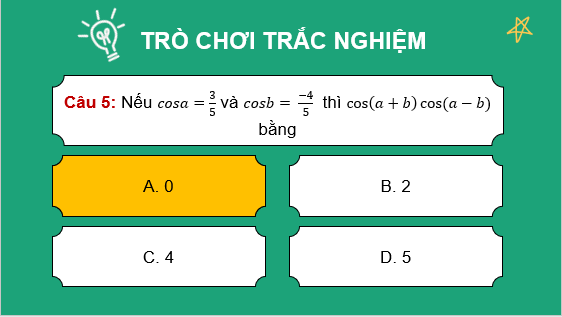 TRÒ CHƠI TRẮC NGHIỆM
Câu 5: Nếu cosa = 3/5 và cosb = −4/5 thì cos(a + b) cos(a − b)
bằng
A. 0
B. 2
C. 4
D. 5